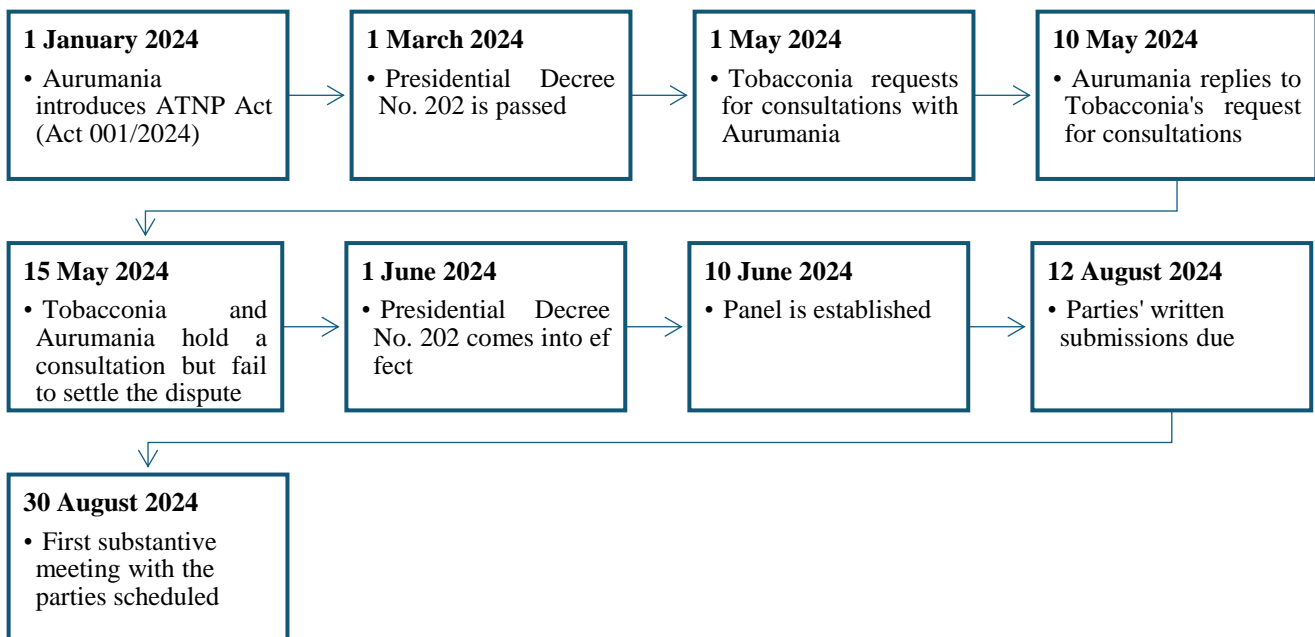 1 January 2024
• Aurumania
introduces ATNP Act
(Act 001/2024)
1 March 2024
• Presidential Decree
No. 202 is passed
1 May 2024
• Tobacconia requests
for consultations with
Aurumania
10 May 2024
• Aurumania replies to
Tobacconia's request
for consultations
15 May 2024
• Tobacconia and
Aurumania hold a
consultation but fail
to settle the dispute
1 June 2024
• Presidential Decree
No. 202 comes into ef
fect
10 June 2024
• Panel is established
12 August 2024
• Parties' written
submissions due
30 August 2024
• First substantive
meeting with the
parties scheduled